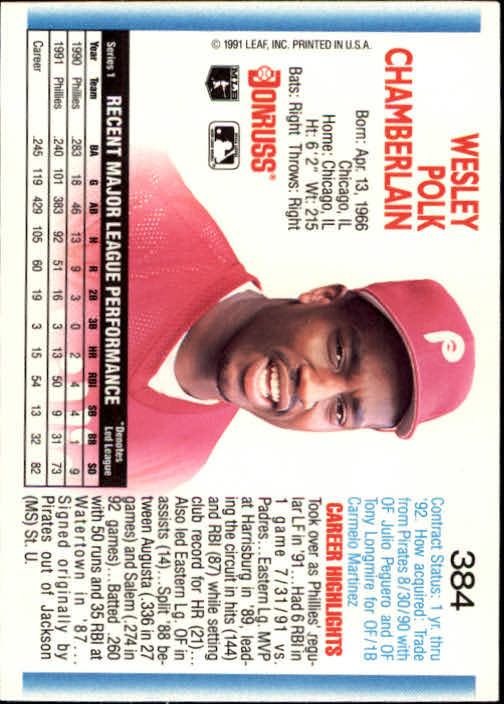 384
WESLEY
POLK
CHAMBERLAIN
Born: Apr. 13, 1966
Chicago, IL
Home: Chicago, IL
Ht: 6' 2" Wt: 215
Bats: Right Throws: Right
DONRUSS®
MLBPA
© 1991 LEAF, INC. PRINTED IN U.S.A.
P
Contract Status: 1 yr. thru
'92. How acquired: Trade
from Pirates 8/30/90 with
OF Julio Peguero and OF
Tony Longmire for OF/1B
Carmelo Martinez
CAREER HIGHLIGHTS
Took over as Phillies' regu-
lar LF in '91... Had 6 RBI in
1 game 7/31/91 vs.
Padres...Eastern Lg. MVP
at Harrisburg in '89, lead-
ing the circuit in hits (144)
and RBI (87) while setting
club record for HR (21)...
Also led Eastern Lg. OF in
assists (14)...Split '88 be-
tween Augusta (.336 in 27
games) and Salem (.274 in
92 games)...Batted .260
with 50 runs and 35 RBI at
Watertown in '87...
Signed originally by
Pirates out of Jackson
(MS) St. U.
Series 1 RECENT MAJOR LEAGUE PERFORMANCE *Denotes
Led League
Year Team BA G AB H R 2B 3B HR RBI SB BB SO
1990 Phillies .283 18 46 13 9 3 0 2 4 4 1 9
1991 Phillies .240 101 383 92 51 16 3 13 50 9 31 73
Career .245 119 429 105 60 19 3 15 54 13 32 82